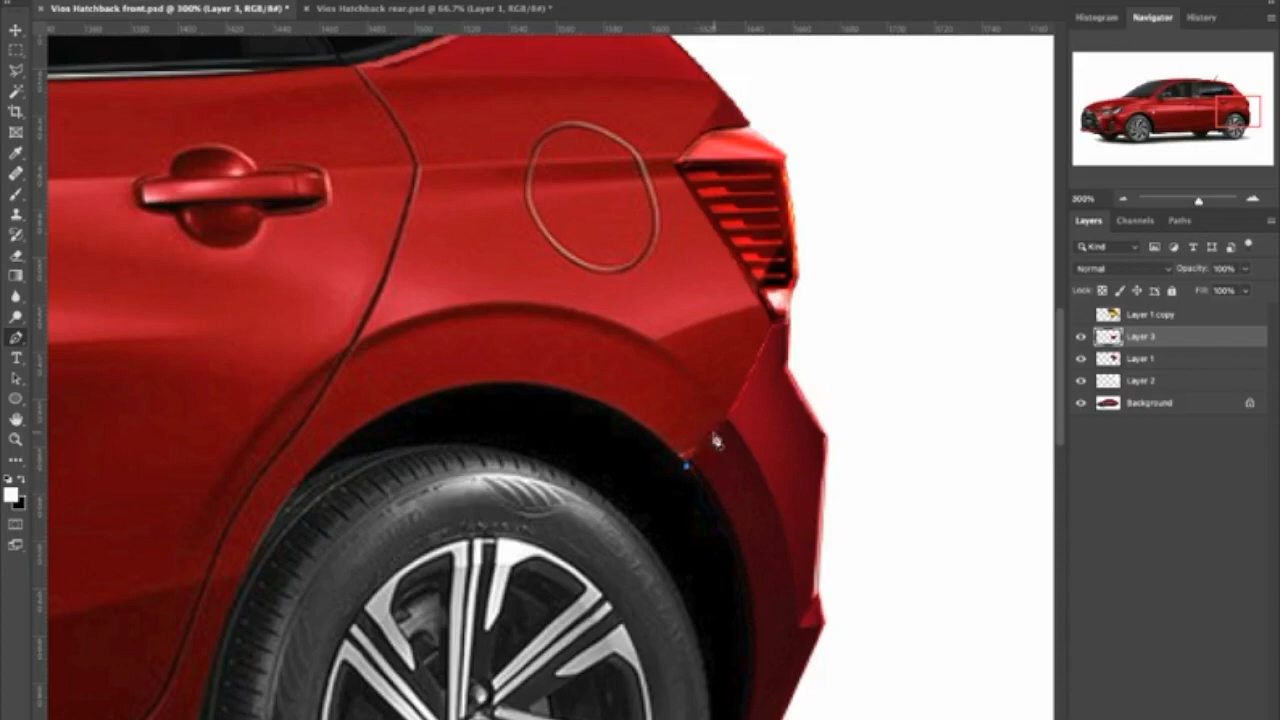 Vios Hatchback front.psd @ 300% (Layer 3, RGB/8#) *
Vios Hatchback rear.psd @ 66.7% (Layer 1, RGB/8#) *
Histogram Navigator History
300%
Layers Channels Paths
Kind
Normal Opacity: 100%
Lock: Fill: 100%
Layer 1 copy
Layer 3
Layer 1
Layer 2
Background